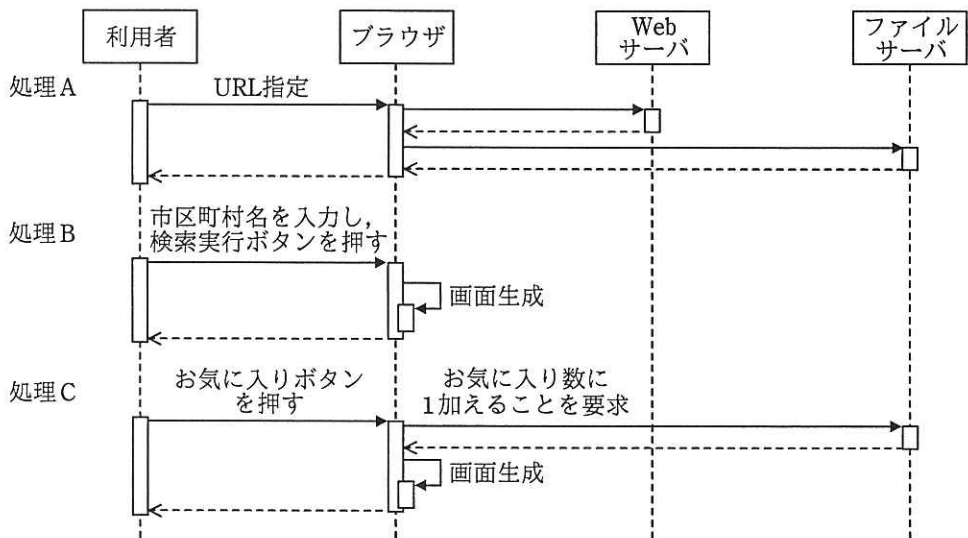 利用者
ブラウザ
Web
サーバ
ファイル
サーバ
処理A
URL指定
処理B
市区町村名を入力し,
検索実行ボタンを押す
画面生成
処理C
お気に入りボタン
を押す
お気に入り数に
1加えることを要求
画面生成